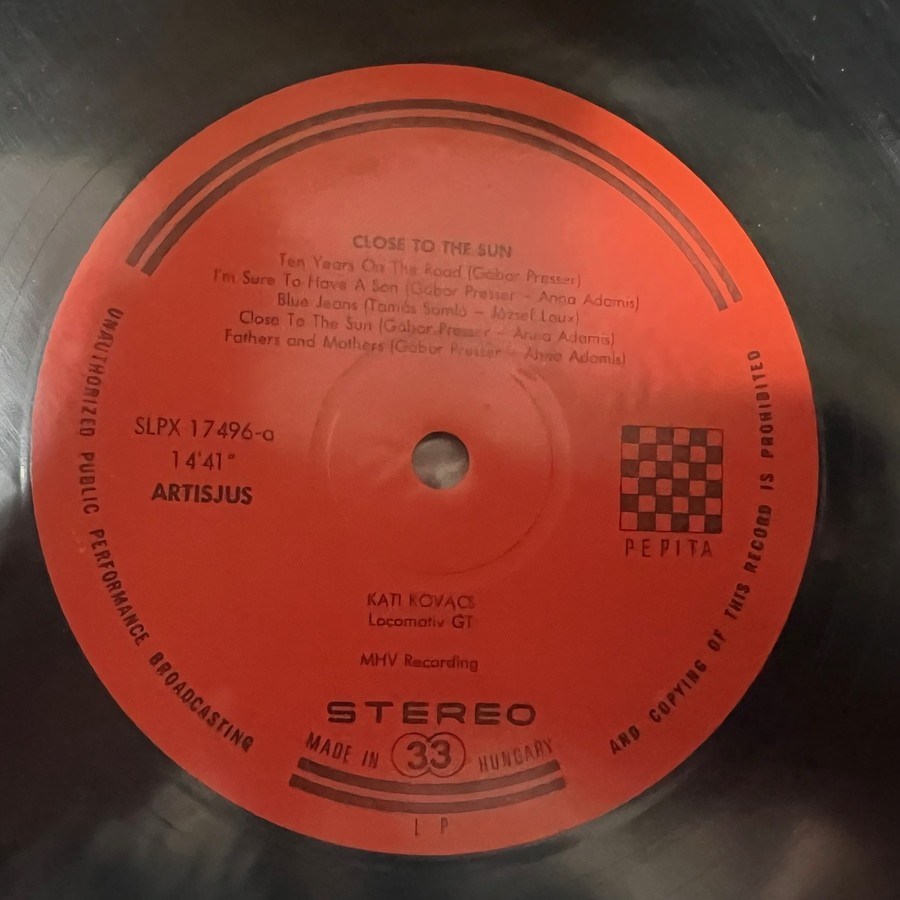 CLOSE TO THE SUN
Ten Years On The Road (Gábor Presser)
I'm Sure To Have A Son (Gábor Presser – Anna Adamis)
Blue Jeans (Tamás Somló – József Laux)
Close To The Sun (Gábor Presser – Anna Adamis)
Fathers and Mothers (Gábor Presser – Anna Adamis)
SLPX 17496-a
14'41"
ARTISJUS
PEPITA
KATI KOVÁCS
Locomotiv GT
MHV Recording
STEREO
MADE IN 33 HUNGARY
LP
UNAUTHORIZED PUBLIC PERFORMANCE BROADCASTING
AND COPYING OF THIS RECORD IS PROHIBITED